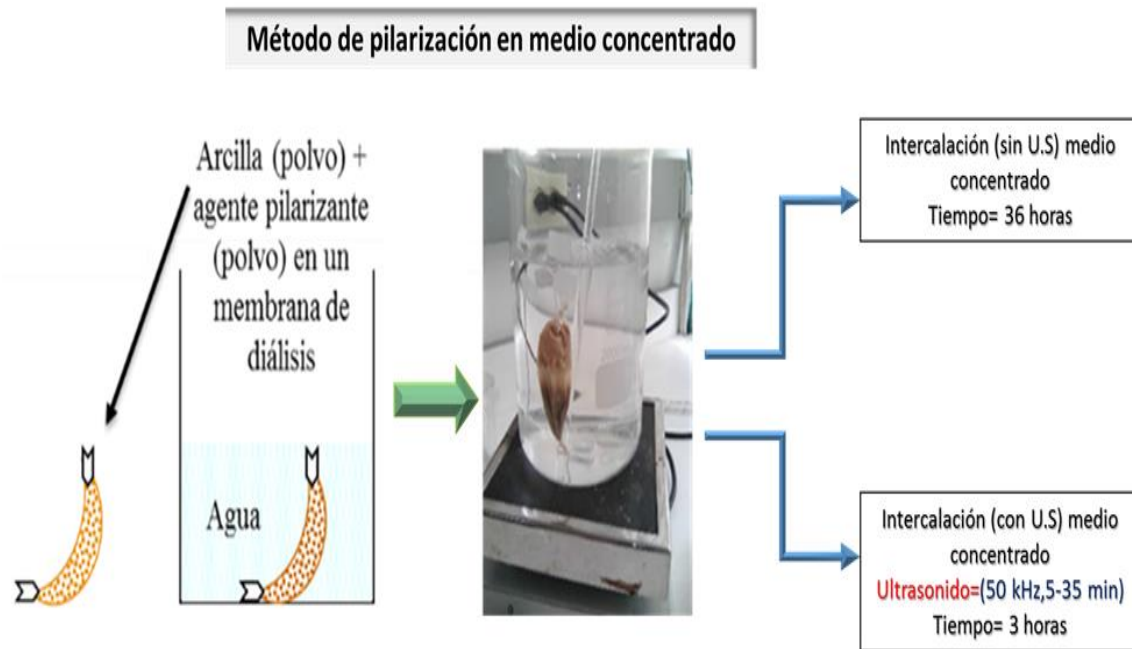 Método de pilarización en medio concentrado
Arcilla (polvo) +
agente pilarizante
(polvo) en un
membrana de
diálisis
Agua
Intercalación (sin U.S) medio
concentrado
Tiempo= 36 horas
Intercalación (con U.S) medio
concentrado
Ultrasonido=(50 kHz,5-35 min)
Tiempo= 3 horas